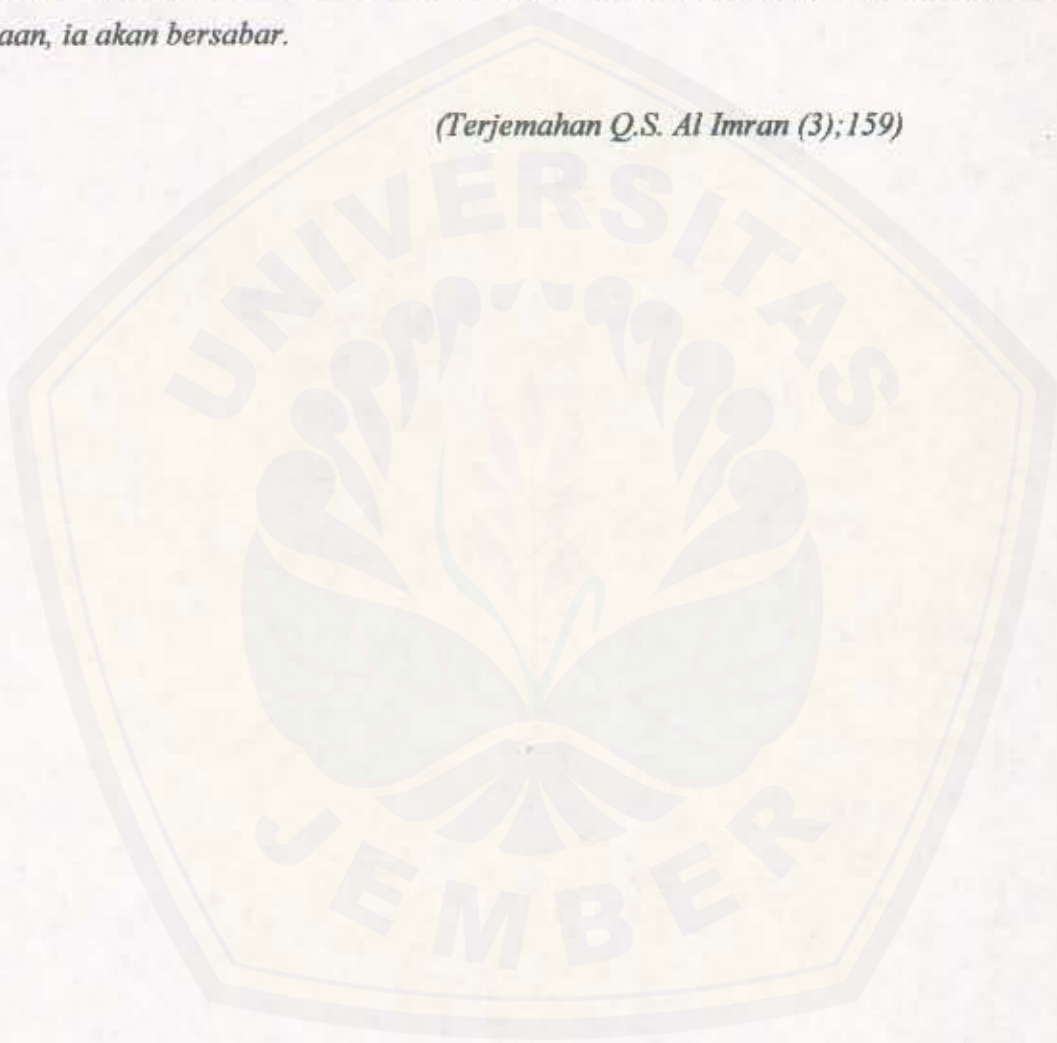 aan, ia akan bersabar.
(Terjemahan Q.S. Al Imran (3);159)
UNIVERSITAS
JEMBER